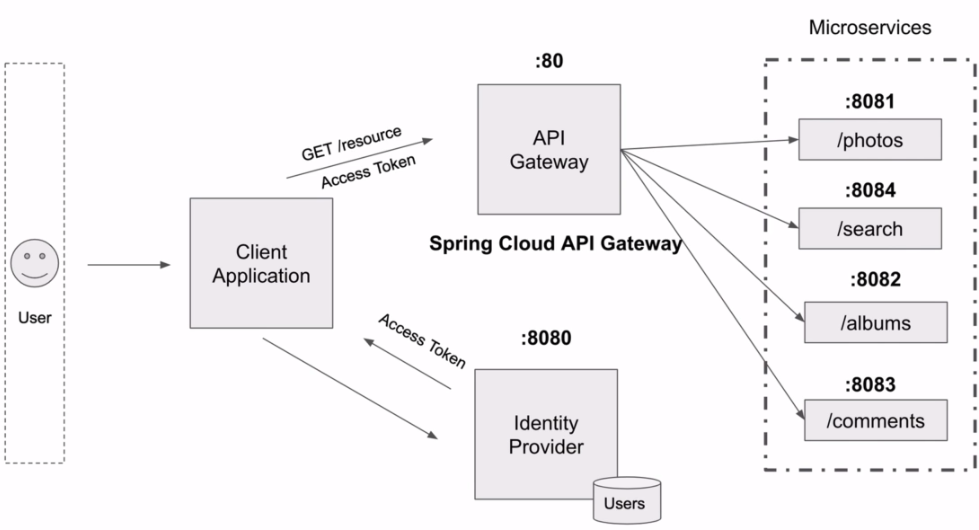 Microservices
:80
:8081
/photos
API
Gateway
GET /resource
Access Token
:8084
/search
Spring Cloud API Gateway
Client
Application
:8082
/albums
User
Access Token
:8080
:8083
/comments
Identity
Provider
Users